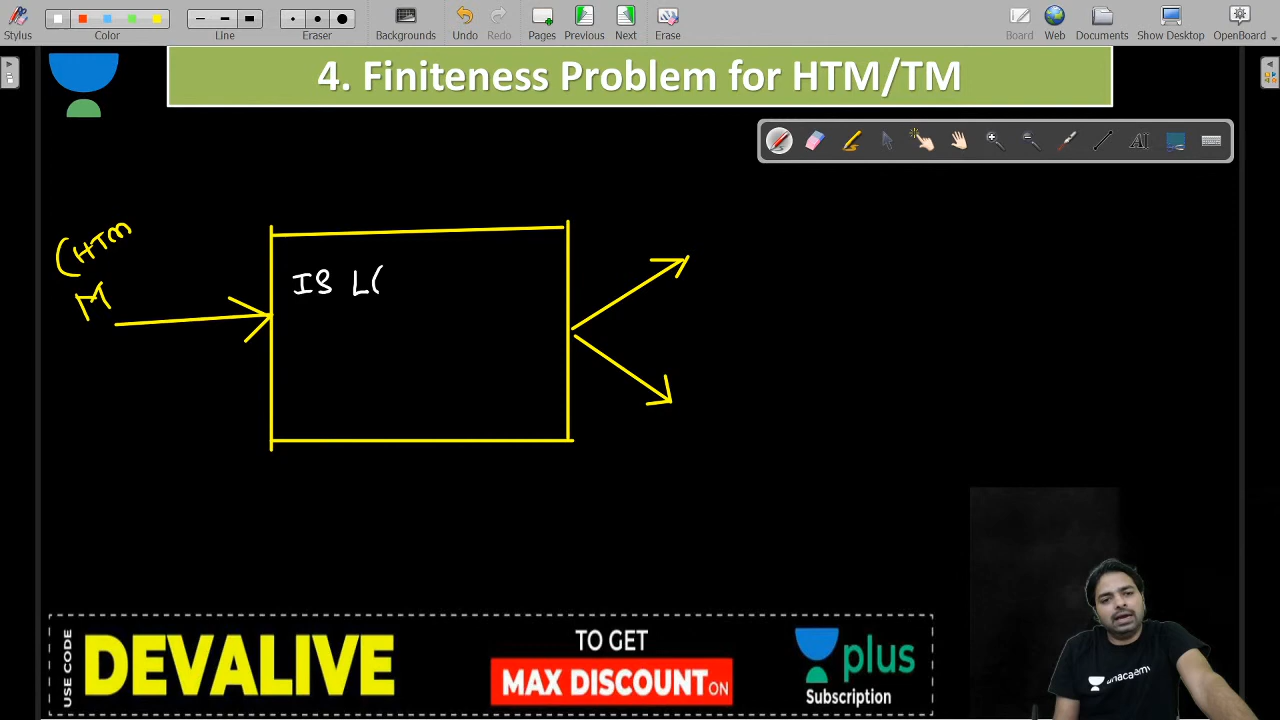 Stylus
Color
Line
Eraser
Backgrounds
Undo
Redo
Pages
Previous
Next
Erase
Board
Web
Documents
Show Desktop
OpenBoard
4. Finiteness Problem for HTM/TM
(HTM
M
IS L(
USE CODE
DEVALIVE
TO GET
MAX DISCOUNT ON
plus
Subscription
unacademy